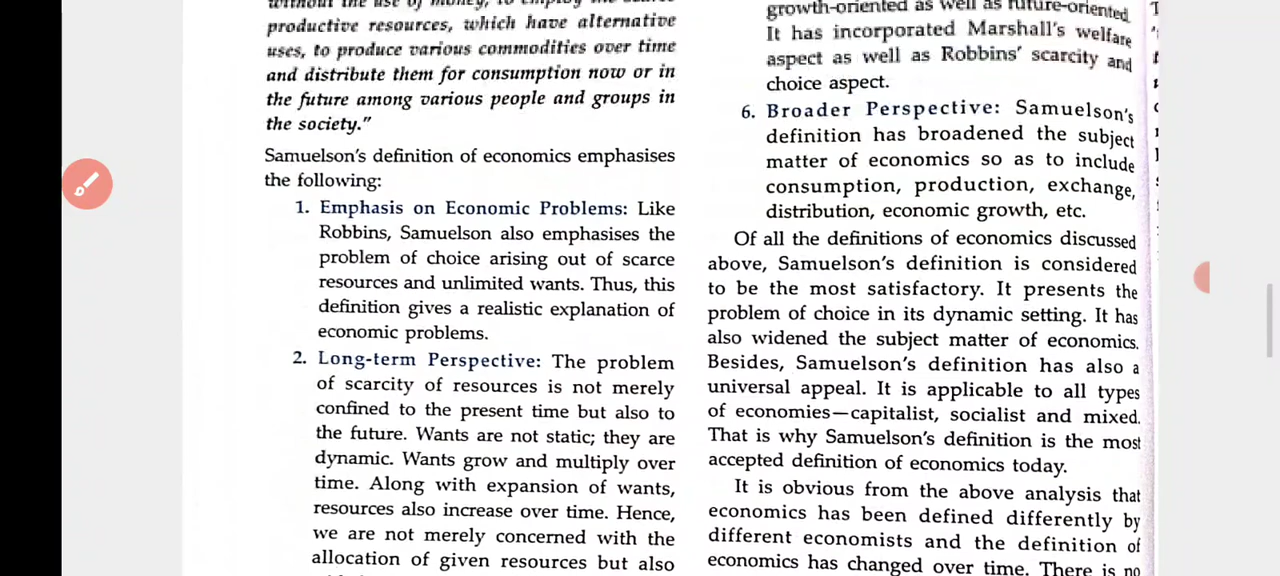 without the use of money, to employ the scarce
productive resources, which have alternative
uses, to produce various commodities over time
and distribute them for consumption now or in
the future among various people and groups in
the society."
Samuelson's definition of economics emphasises
the following:
1. Emphasis on Economic Problems: Like
Robbins, Samuelson also emphasises the
problem of choice arising out of scarce
resources and unlimited wants. Thus, this
definition gives a realistic explanation of
economic problems.
2. Long-term Perspective: The problem
of scarcity of resources is not merely
confined to the present time but also to
the future. Wants are not static; they are
dynamic. Wants grow and multiply over
time. Along with expansion of wants,
resources also increase over time. Hence,
we are not merely concerned with the
allocation of given resources but also
growth-oriented as well as future-oriented.
It has incorporated Marshall's welfare
aspect as well as Robbins' scarcity and
choice aspect.
6. Broader Perspective: Samuelson's
definition has broadened the subject
matter of economics so as to include
consumption, production, exchange,
distribution, economic growth, etc.
Of all the definitions of economics discussed
above, Samuelson's definition is considered
to be the most satisfactory. It presents the
problem of choice in its dynamic setting. It has
also widened the subject matter of economics.
Besides, Samuelson's definition has also a
universal appeal. It is applicable to all types
of economies—capitalist, socialist and mixed.
That is why Samuelson's definition is the most
accepted definition of economics today.
It is obvious from the above analysis that
economics has been defined differently by
different economists and the definition of
economics has changed over time. There is no